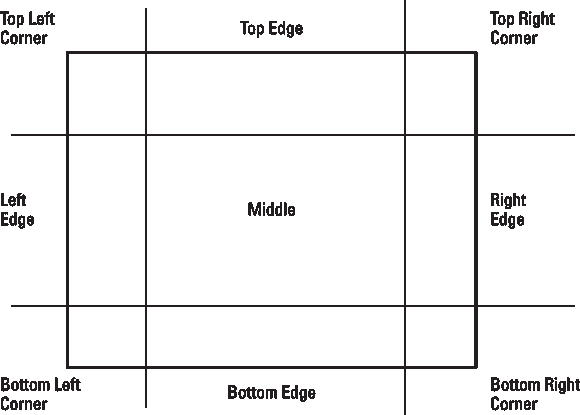 Top Left
Corner
Top Edge
Top Right
Corner
Left
Edge
Middle
Right
Edge
Bottom Left
Corner
Bottom Edge
Bottom Right
Corner